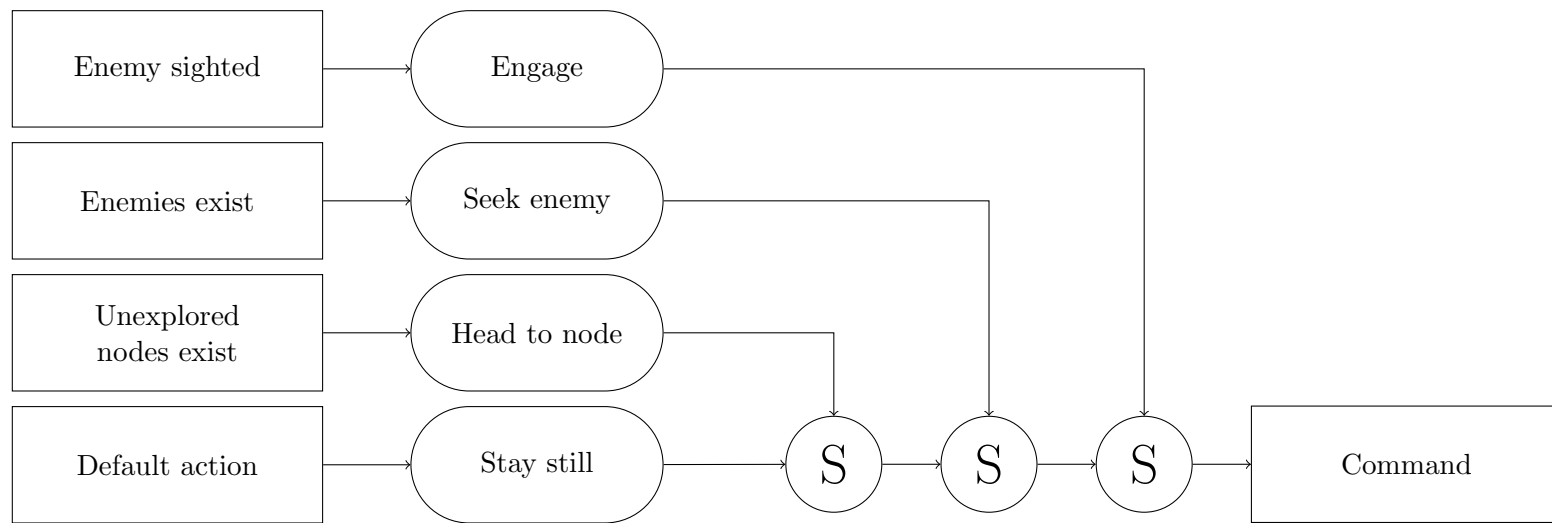 Enemy sighted
Engage
Enemies exist
Seek enemy
Unexplored
nodes exist
Head to node
Default action
Stay still
S
S
S
Command